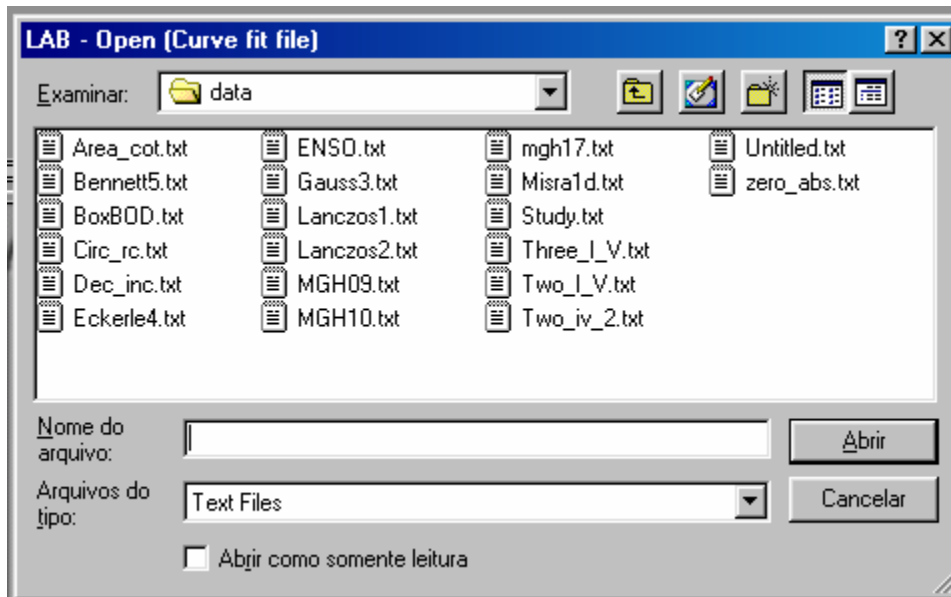 LAB - Open (Curve fit file)
Examinar: data
Area_cot.txt
Bennett5.txt
BoxBOD.txt
Circ_rc.txt
Dec_inc.txt
Eckerle4.txt
ENSO.txt
Gauss3.txt
Lanczos1.txt
Lanczos2.txt
MGH09.txt
MGH10.txt
mgh17.txt
Misra1d.txt
Study.txt
Three_I_V.txt
Two_I_V.txt
Two_iv_2.txt
Untitled.txt
zero_abs.txt
Nome do
arquivo:
Abrir
Arquivos do
tipo:
Text Files
Cancelar
Abrir como somente leitura